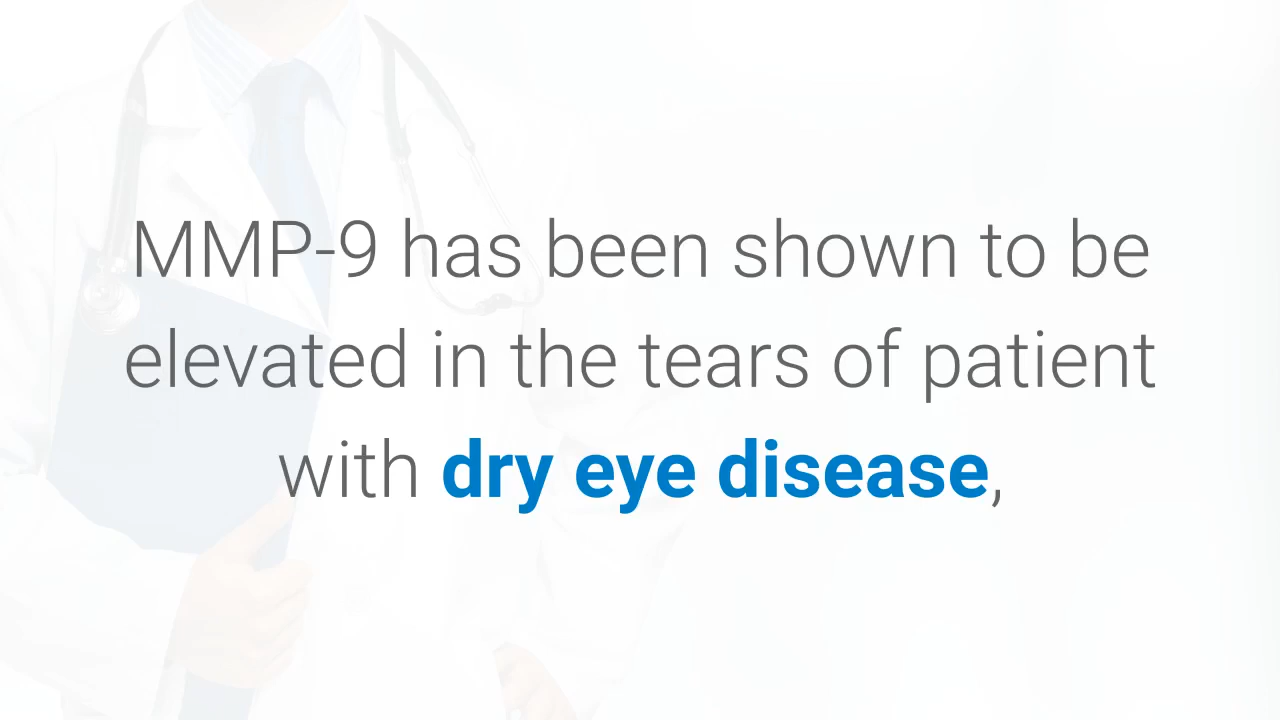 MMP-9 has been shown to be
elevated in the tears of patient
with dry eye disease,